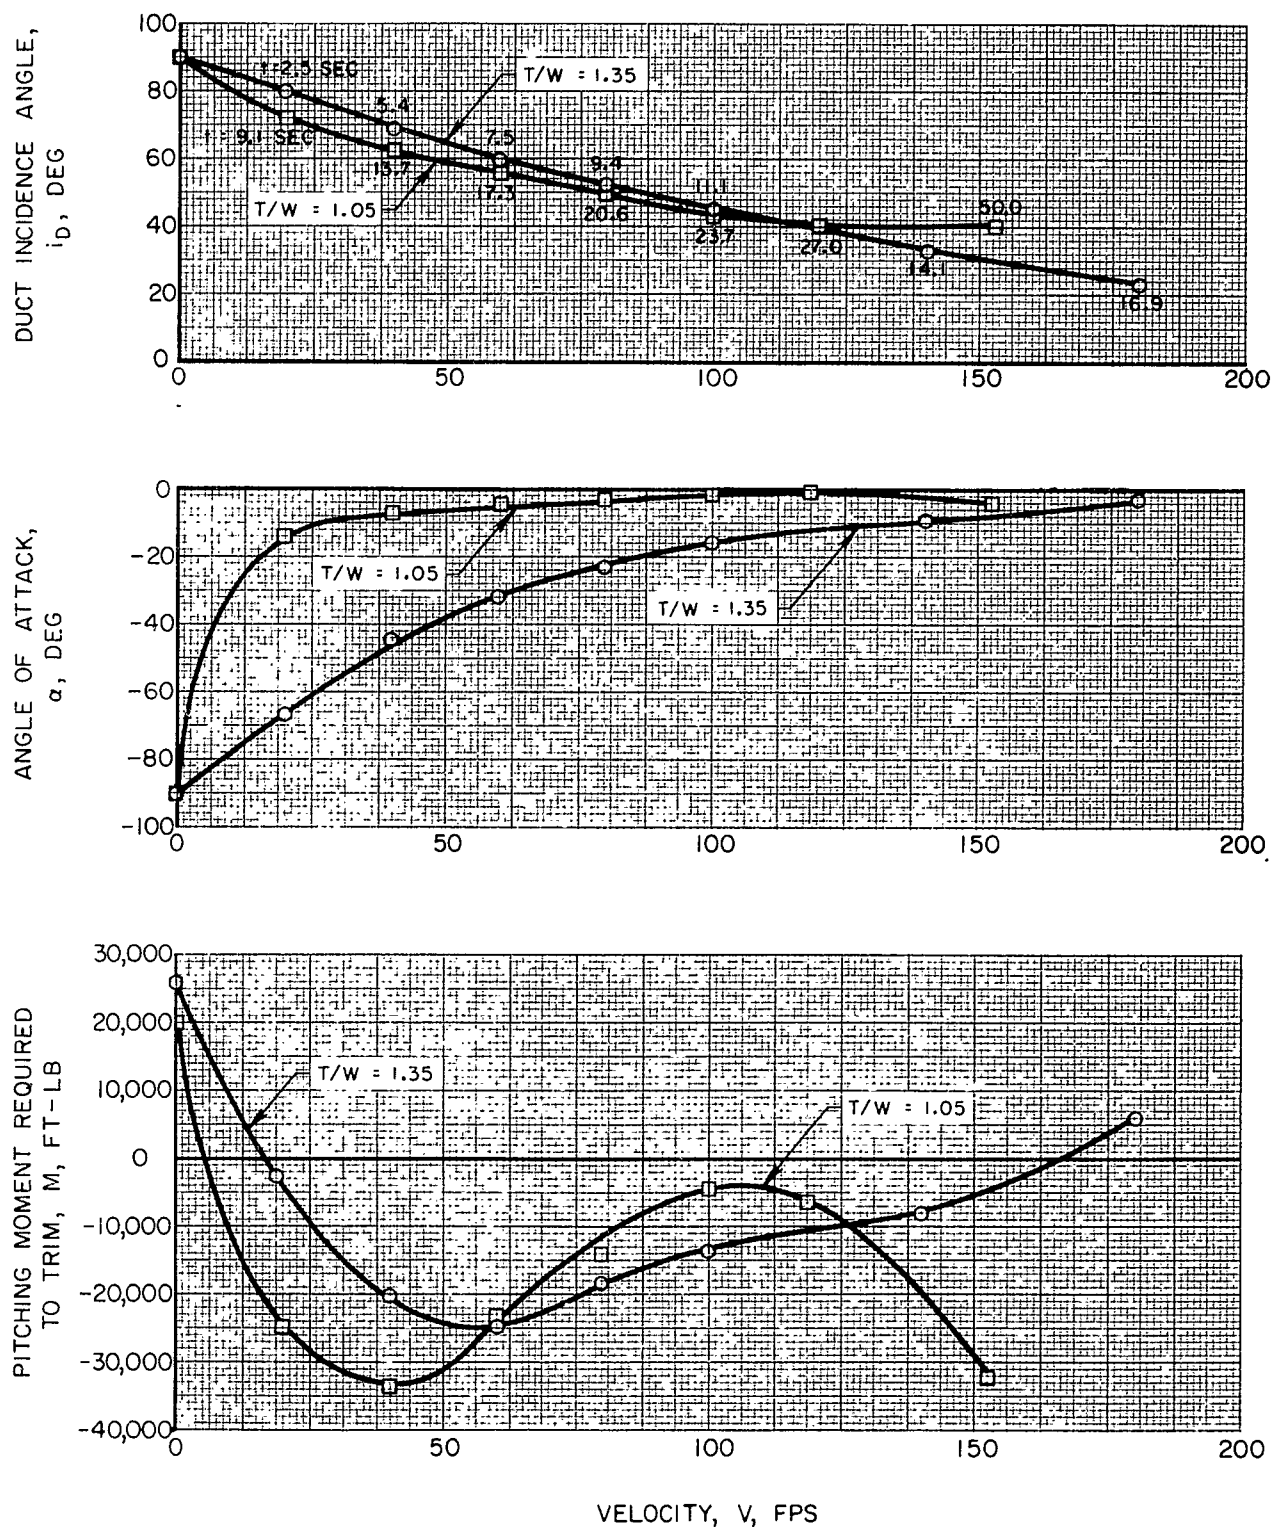 DUCT INCIDENCE ANGLE,
iD, DEG
100
80
60
40
20
0
t=2.5 SEC
5.4
7.5
9.4
11.1
14.1
16.9
t = 9.1 SEC
13.7
17.3
20.6
23.7
27.0
50.0
T/W = 1.35
T/W = 1.05
0 50 100 150 200
ANGLE OF ATTACK,
α, DEG
0
-20
-40
-60
-80
-100
T/W = 1.05
T/W = 1.35
0 50 100 150 200
PITCHING MOMENT REQUIRED
TO TRIM, M, FT-LB
30,000
20,000
10,000
0
-10,000
-20,000
-30,000
-40,000
T/W = 1.35
T/W = 1.05
0 50 100 150 200
VELOCITY, V, FPS